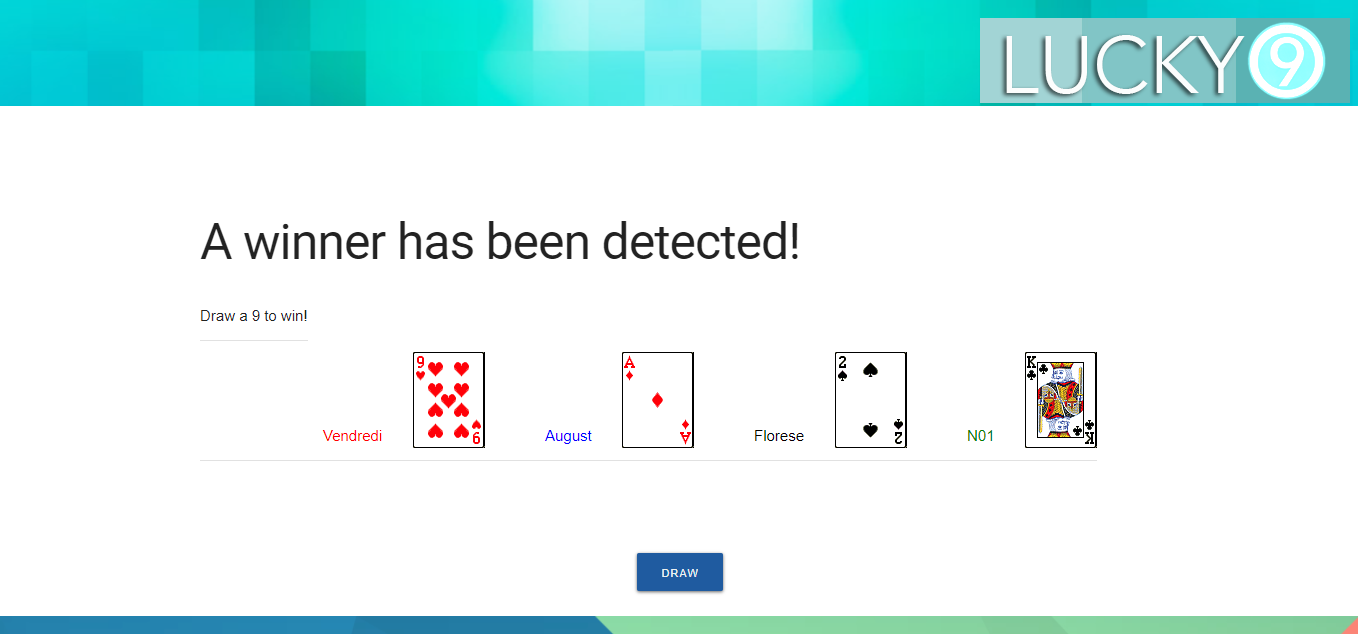 LUCKY 9
A winner has been detected!
Draw a 9 to win!
Vendredi 9 9 August A A Florese 2 2 N01 K K
DRAW